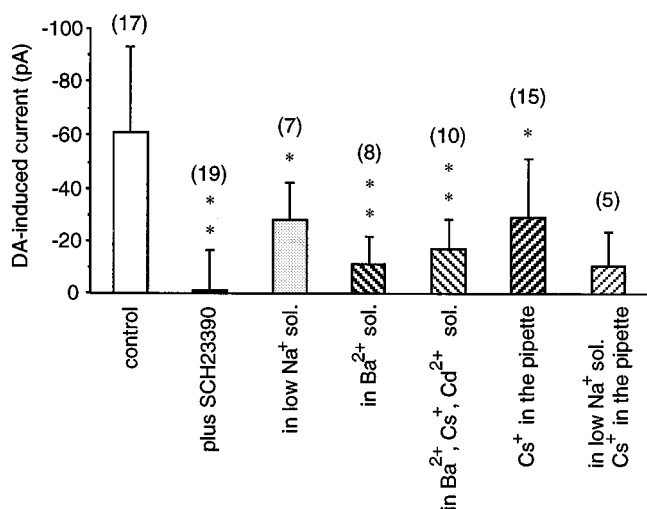 DA-induced current (pA)
-100
-80
-60
-40
-20
0
(17)
(19)
* *
(7)
*
(8)
* *
(10)
* *
(15)
*
(5)
control
plus SCH23390
in low Na⁺ sol.
in Ba²⁺ sol.
in Ba²⁺, Cs⁺, Cd²⁺ sol.
Cs⁺ in the pipette
in low Na⁺ sol.
Cs⁺ in the pipette